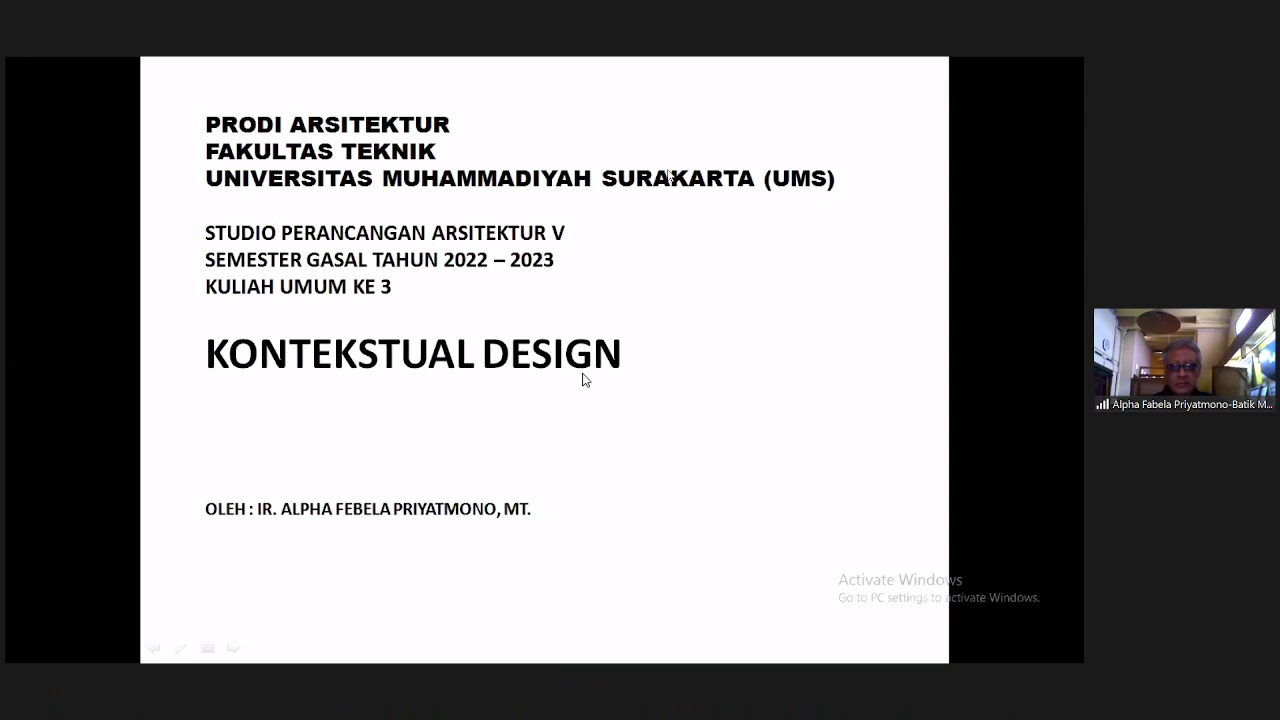 PRODI ARSITEKTUR
FAKULTAS TEKNIK
UNIVERSITAS MUHAMMADIYAH SURAKARTA (UMS)
STUDIO PERANCANGAN ARSITEKTUR V
SEMESTER GASAL TAHUN 2022 – 2023
KULIAH UMUM KE 3
KONTEKSTUAL DESIGN
OLEH : IR. ALPHA FEBELA PRIYATMONO, MT.
Activate Windows
Go to PC settings to activate Windows.
Alpha Fabela Priyatmono-Batik M...